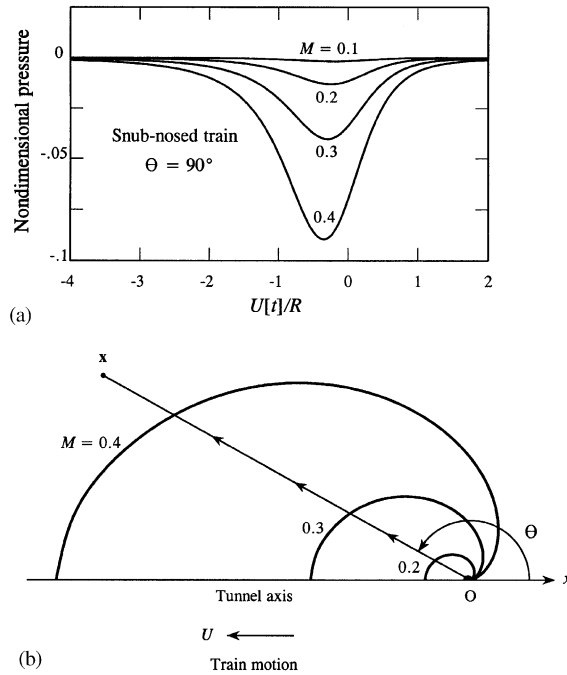 (a)
Nondimensional pressure
0
-.05
-.1
M = 0.1
0.2
0.3
0.4
Snub-nosed train
Θ = 90°
-4 -3 -2 -1 0 1 2
U[t]/R
(b)
x
M = 0.4
0.3
0.2
Θ
Tunnel axis
O
x
U
Train motion